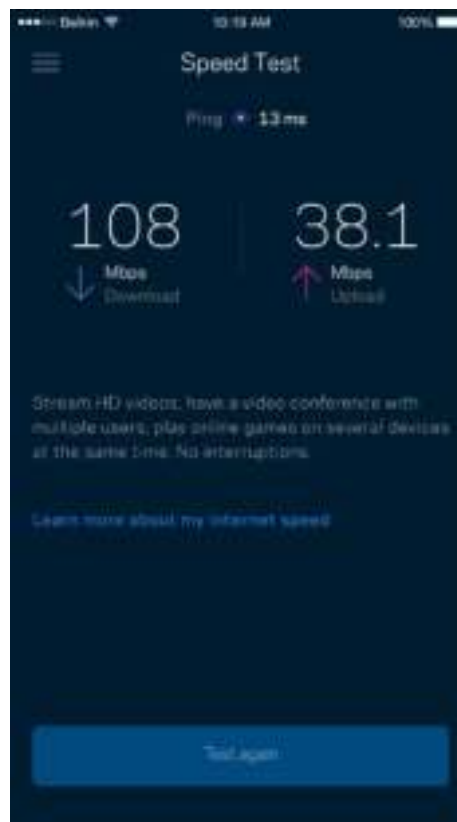 Belkin 10:19 AM 100%
Speed Test
Ping 13 ms
108 38.1
Mbps Mbps
Download Upload
Stream HD videos, have a video conference with
multiple users, play online games on several devices
at the same time. No interruptions.
Learn more about my internet speed
Test again